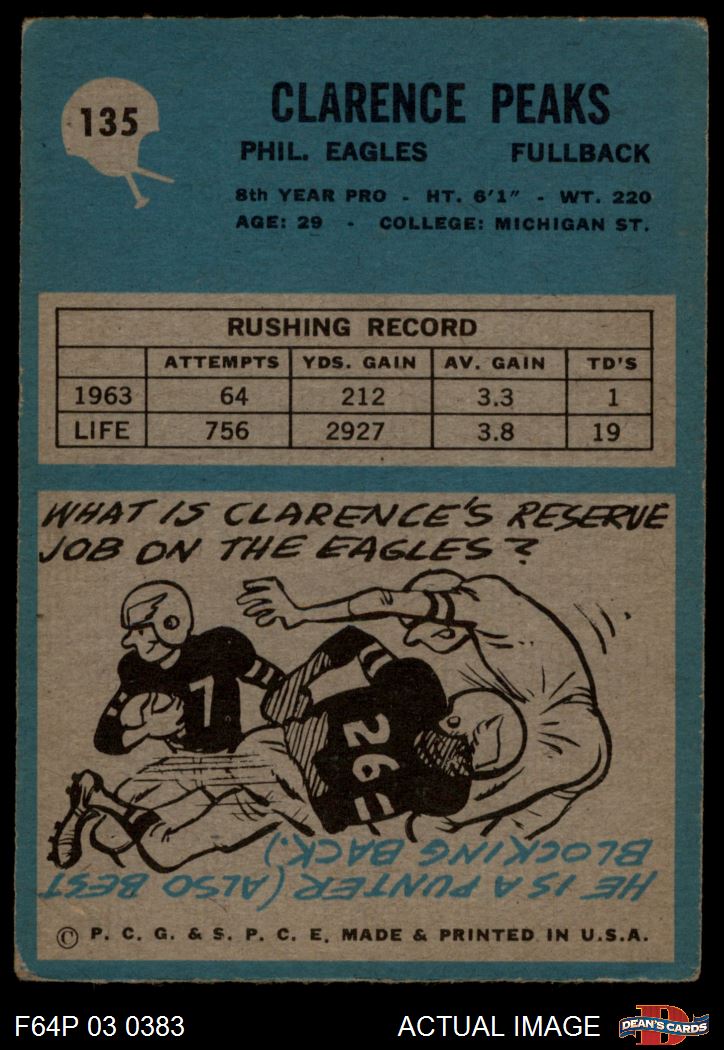 135
CLARENCE PEAKS
PHIL. EAGLES FULLBACK
8th YEAR PRO - HT. 6'1" - WT. 220
AGE: 29 - COLLEGE: MICHIGAN ST.
RUSHING RECORD
ATTEMPTS YDS. GAIN AV. GAIN TD'S
1963 64 212 3.3 1
LIFE 756 2927 3.8 19
WHAT IS CLARENCE'S RESERVE
JOB ON THE EAGLES?
7
26
HE IS A PUNTER (ALSO BEST
BLOCKING BACK.)
© P. C. G. & S. P. C. E. MADE & PRINTED IN U.S.A.
F64P 03 0383 ACTUAL IMAGE
D
DEAN'S CARDS